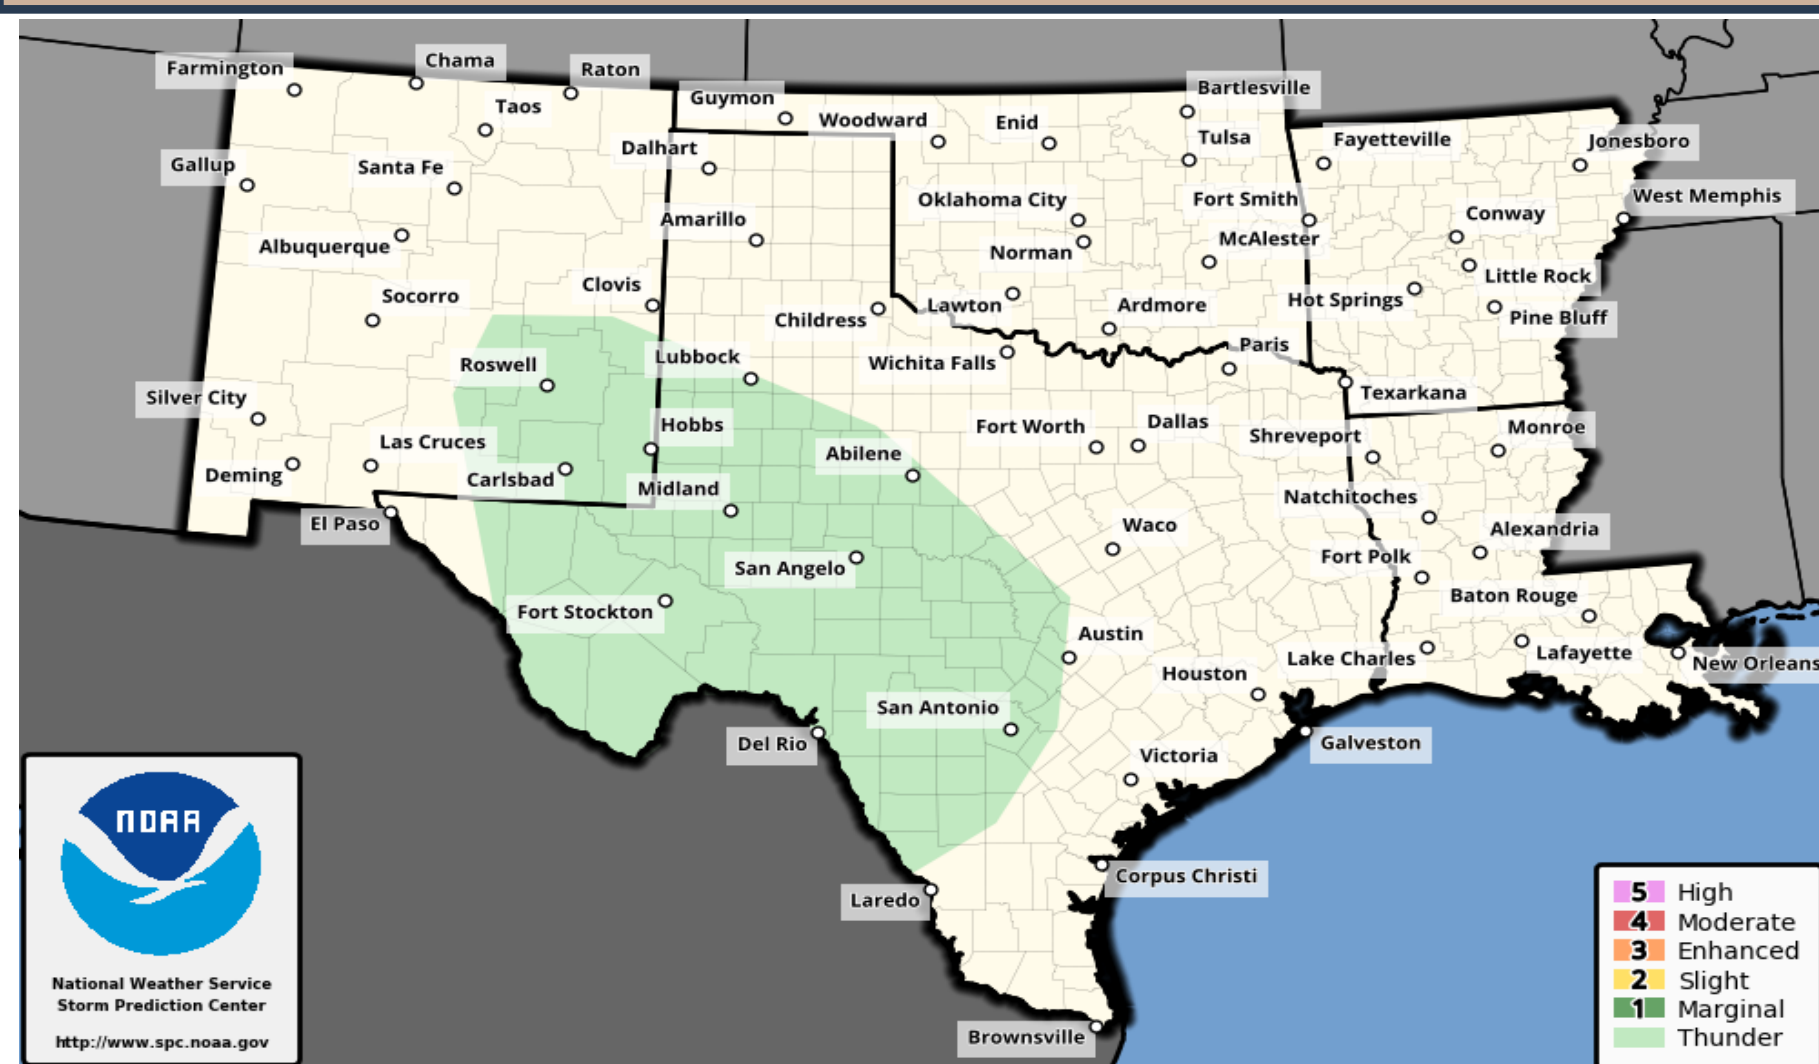 Farmington
Chama
Raton
Taos
Guymon
Woodward
Enid
Bartlesville
Tulsa
Fayetteville
Jonesboro
Gallup
Santa Fe
Dalhart
Oklahoma City
Fort Smith
West Memphis
Albuquerque
Amarillo
Norman
McAlester
Conway
Little Rock
Socorro
Clovis
Childress
Lawton
Ardmore
Hot Springs
Pine Bluff
Roswell
Lubbock
Wichita Falls
Paris
Texarkana
Silver City
Las Cruces
Hobbs
Abilene
Fort Worth
Dallas
Shreveport
Monroe
Deming
Carlsbad
Midland
Natchitoches
El Paso
San Angelo
Waco
Alexandria
Fort Polk
Baton Rouge
Fort Stockton
Austin
Lake Charles
Lafayette
New Orleans
Houston
San Antonio
Del Rio
Galveston
Victoria
Laredo
Corpus Christi
Brownsville
NOAA
National Weather Service
Storm Prediction Center
http://www.spc.noaa.gov
5 High
4 Moderate
3 Enhanced
2 Slight
1 Marginal
Thunder